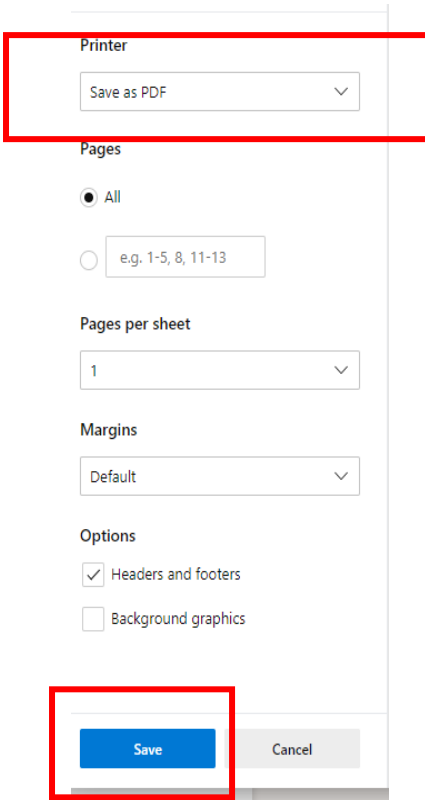 Printer
Save as PDF
Pages
All
e.g. 1-5, 8, 11-13
Pages per sheet
1
Margins
Default
Options
Headers and footers
Background graphics
Save Cancel